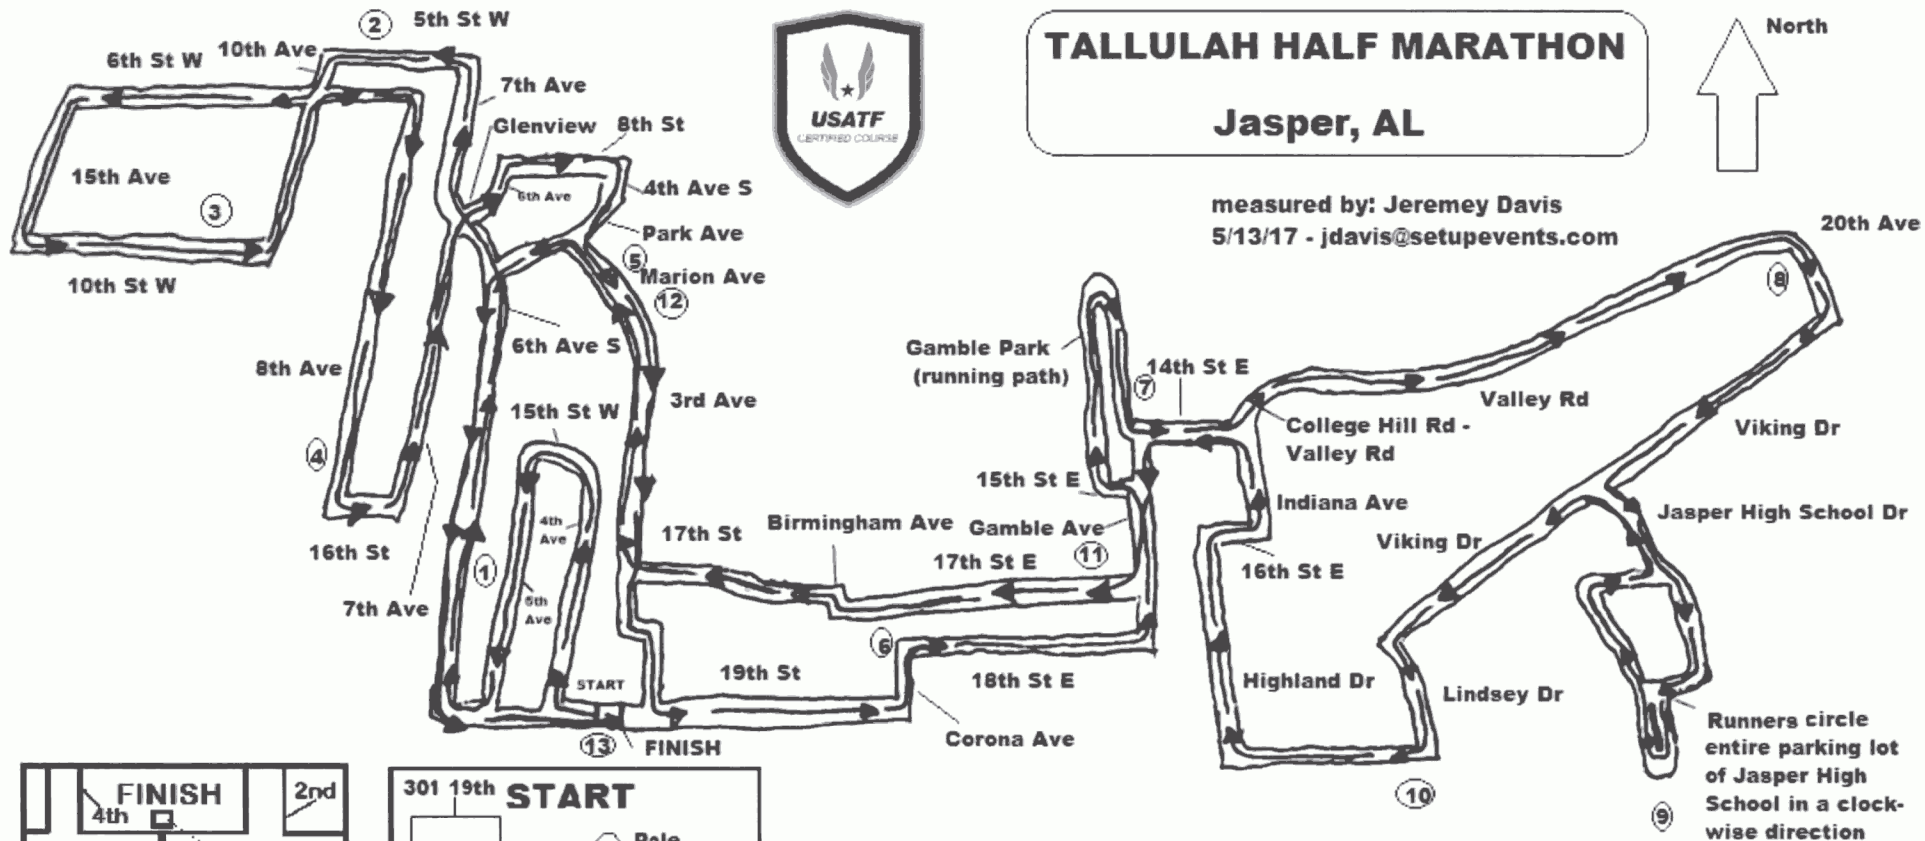 TALLULAH HALF MARATHON
Jasper, AL
North
USATF
CERTIFIED COURSE
measured by: Jeremey Davis
5/13/17 - jdavis@setupevents.com
2
5th St W
10th Ave
6th St W
7th Ave
Glenview
8th St
15th Ave
3
6th Ave
4th Ave S
Park Ave
5
Marion Ave
12
10th St W
6th Ave S
8th Ave
15th St W
3rd Ave
4
16th St
7th Ave
1
4th
Ave
5th
Ave
17th St
Birmingham Ave
START
13
FINISH
19th St
6
Corona Ave
18th St E
17th St E
11
Gamble Ave
15th St E
Gamble Park
(running path)
7
14th St E
College Hill Rd -
Valley Rd
Indiana Ave
16th St E
Highland Dr
Valley Rd
20th Ave
8
Viking Dr
Jasper High School Dr
Viking Dr
Lindsey Dr
10
Runners circle
entire parking lot
of Jasper High
School in a clock-
wise direction
9
FINISH
4th
2nd
301 19th
START
Pole